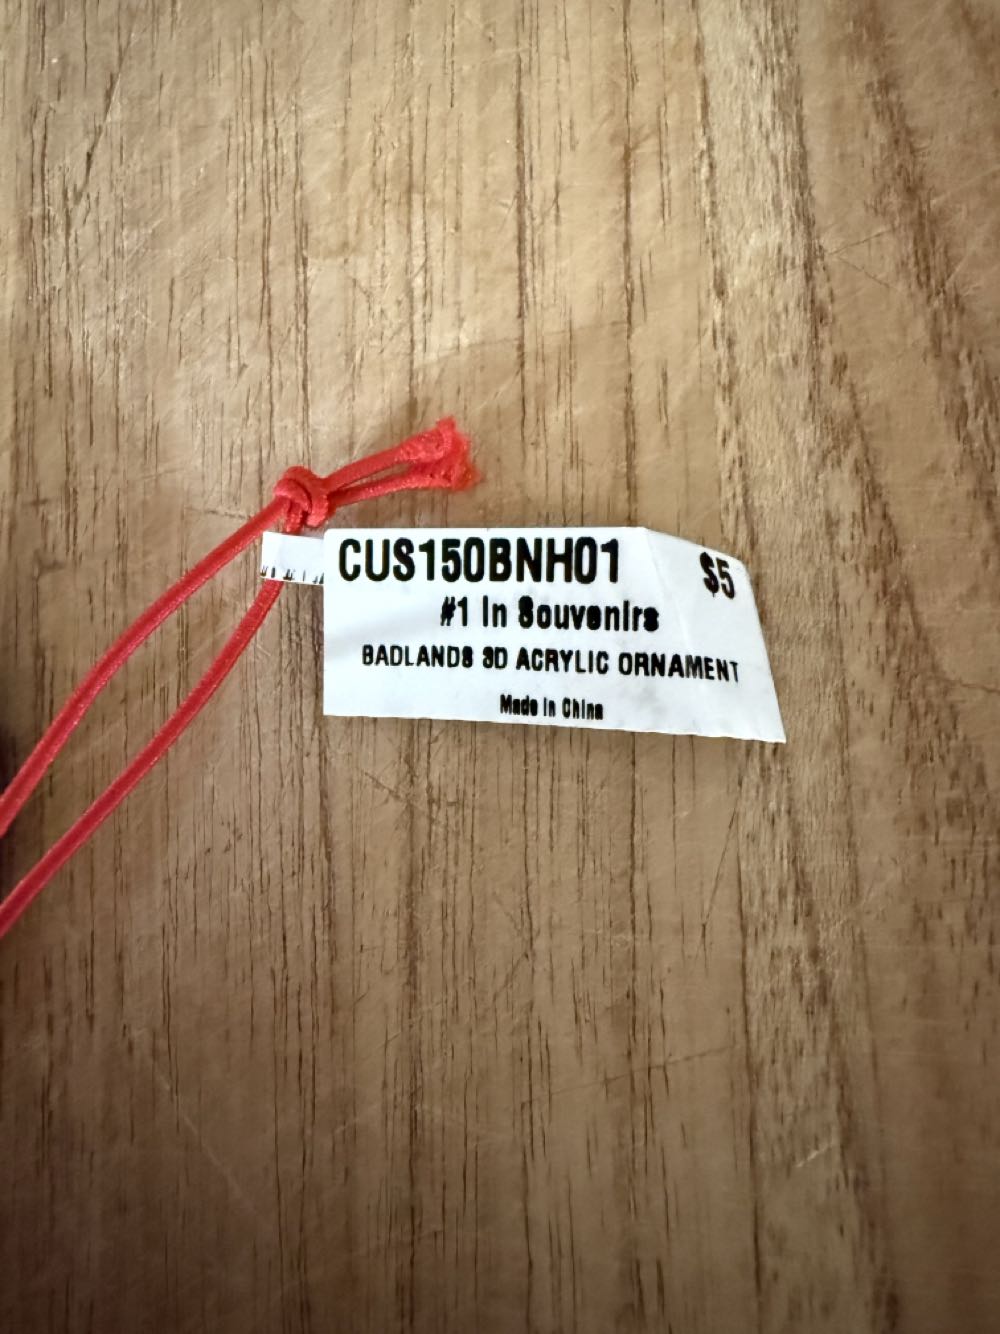 CUS150BNH01 $5
#1 In Souvenirs
BADLANDS 3D ACRYLIC ORNAMENT
Made in China